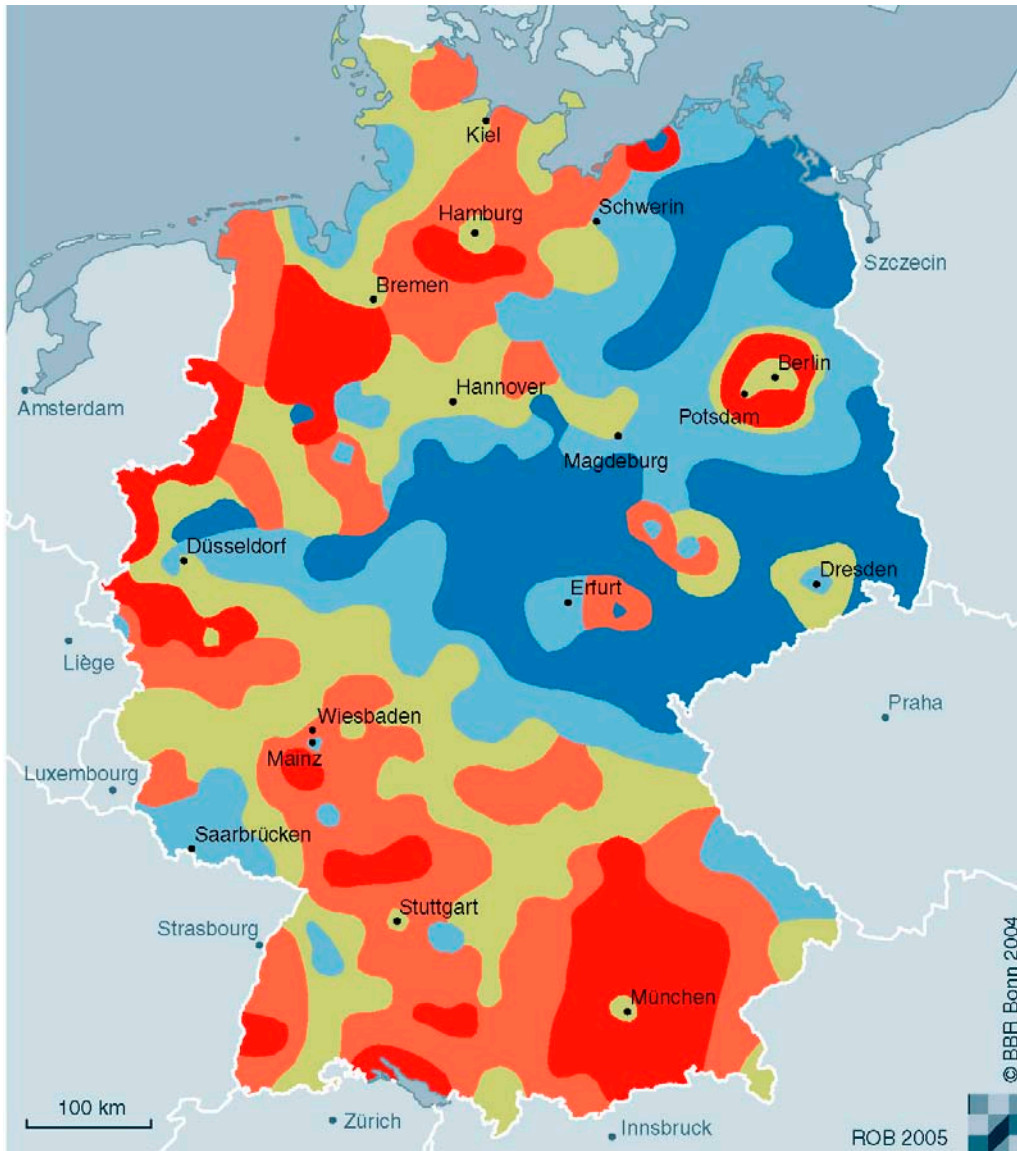 Kiel
Hamburg
Schwerin
Szczecin
Bremen
Berlin
Amsterdam
Hannover
Potsdam
Magdeburg
Düsseldorf
Dresden
Erfurt
Liège
Praha
Wiesbaden
Mainz
Luxembourg
Saarbrücken
Stuttgart
Strasbourg
München
© BBR Bonn 2004
100 km
Zürich
Innsbruck
ROB 2005